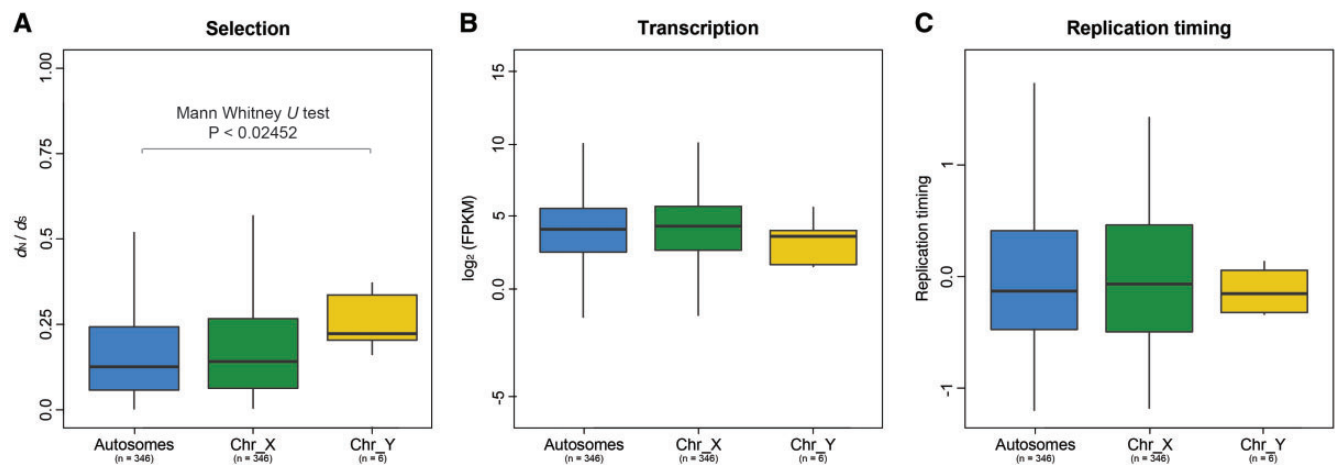 A Selection
Mann Whitney U test
P < 0.02452
1.00
0.75
0.5
0.25
0.0
dN / dS
Autosomes
(n = 346)
Chr_X
(n = 346)
Chr_Y
(n = 6)
B Transcription
15
10
5
0.0
-5
log2 (FPKM)
Autosomes
(n = 346)
Chr_X
(n = 346)
Chr_Y
(n = 6)
C Replication timing
1
0.0
-1
Replication timing
Autosomes
(n = 346)
Chr_X
(n = 346)
Chr_Y
(n = 6)